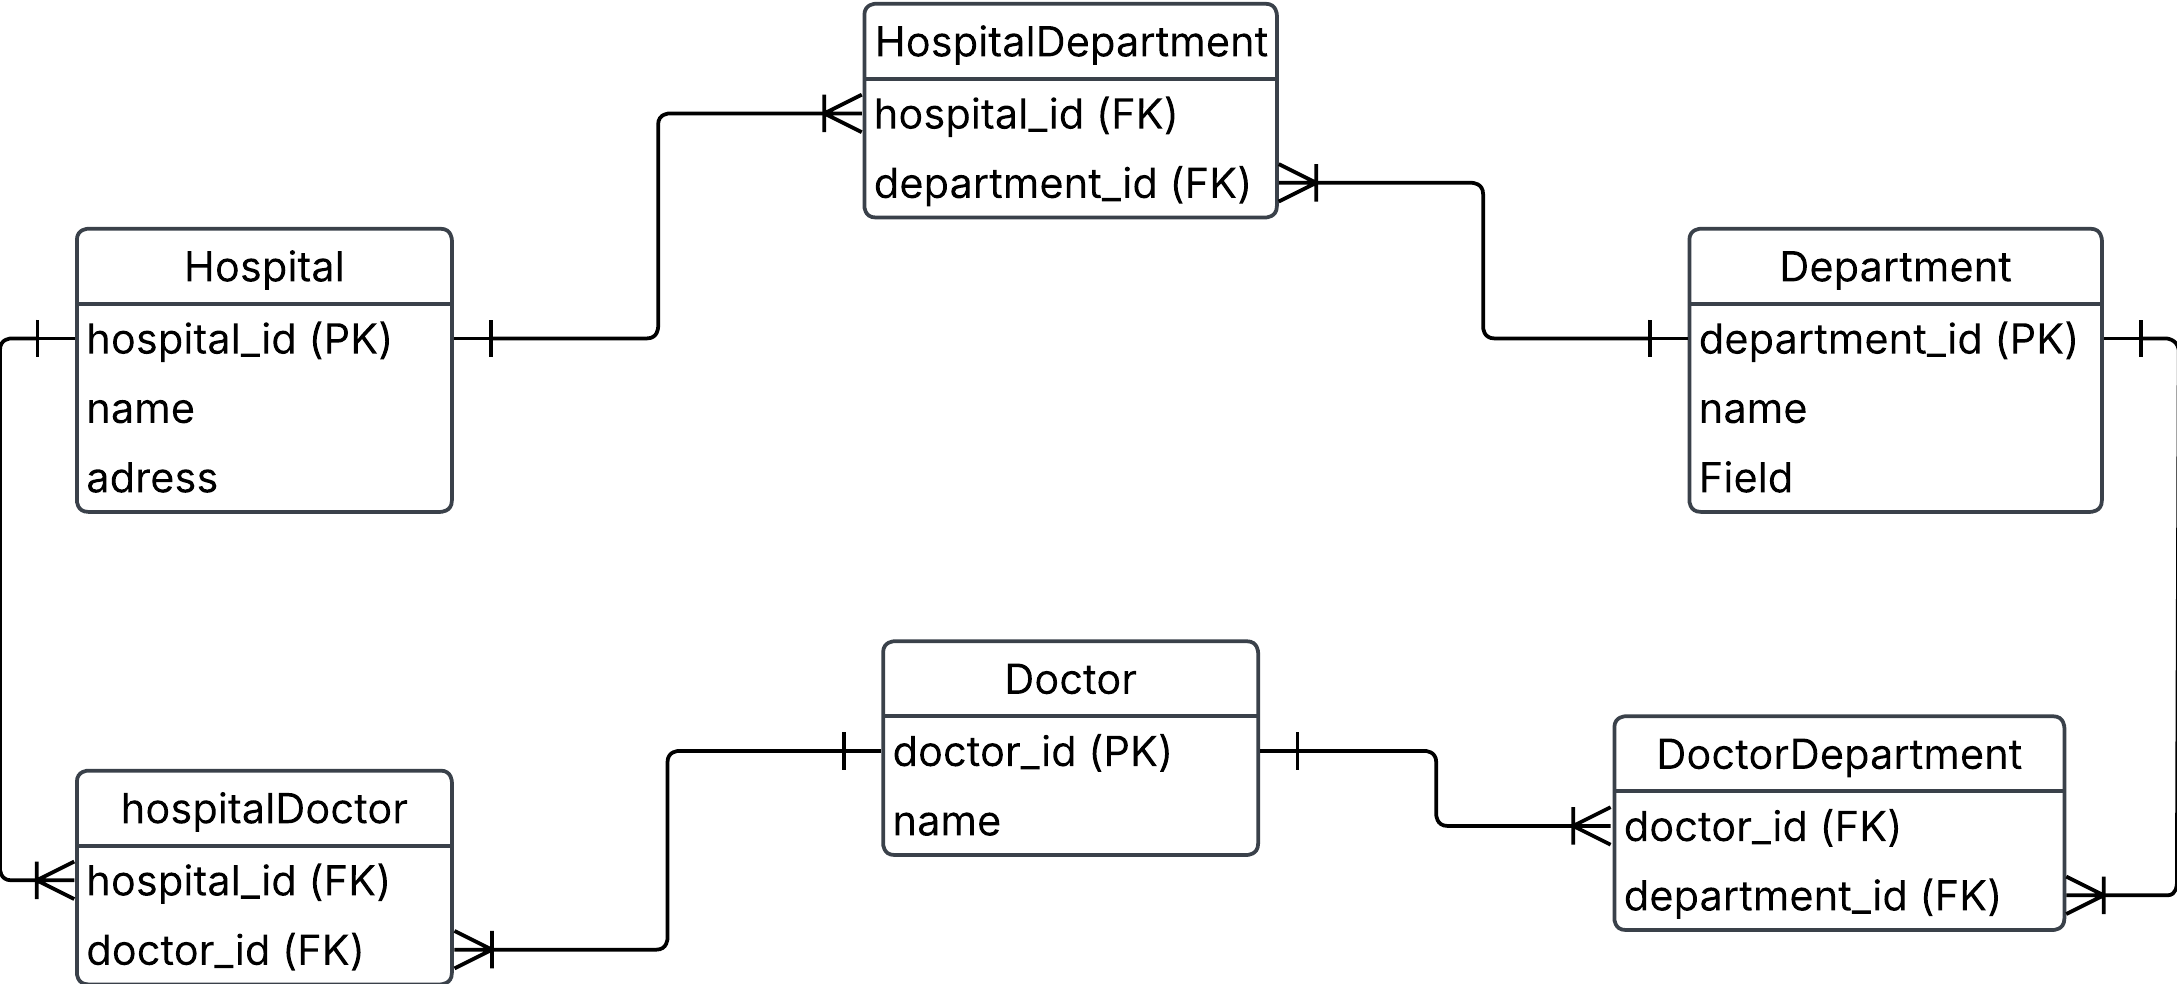 HospitalDepartment
hospital_id (FK)
department_id (FK)
Hospital
hospital_id (PK)
name
adress
Department
department_id (PK)
name
Field
Doctor
doctor_id (PK)
name
hospitalDoctor
hospital_id (FK)
doctor_id (FK)
DoctorDepartment
doctor_id (FK)
department_id (FK)